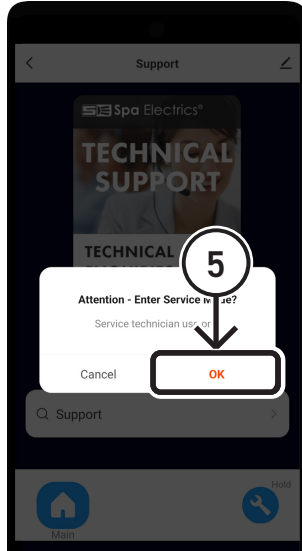 Support
SE Spa Electrics®
TECHNICAL
SUPPORT
TECHNICAL
5
Attention - Enter Service Mode?
Service technician use
Cancel
OK
Support
Hold
Main